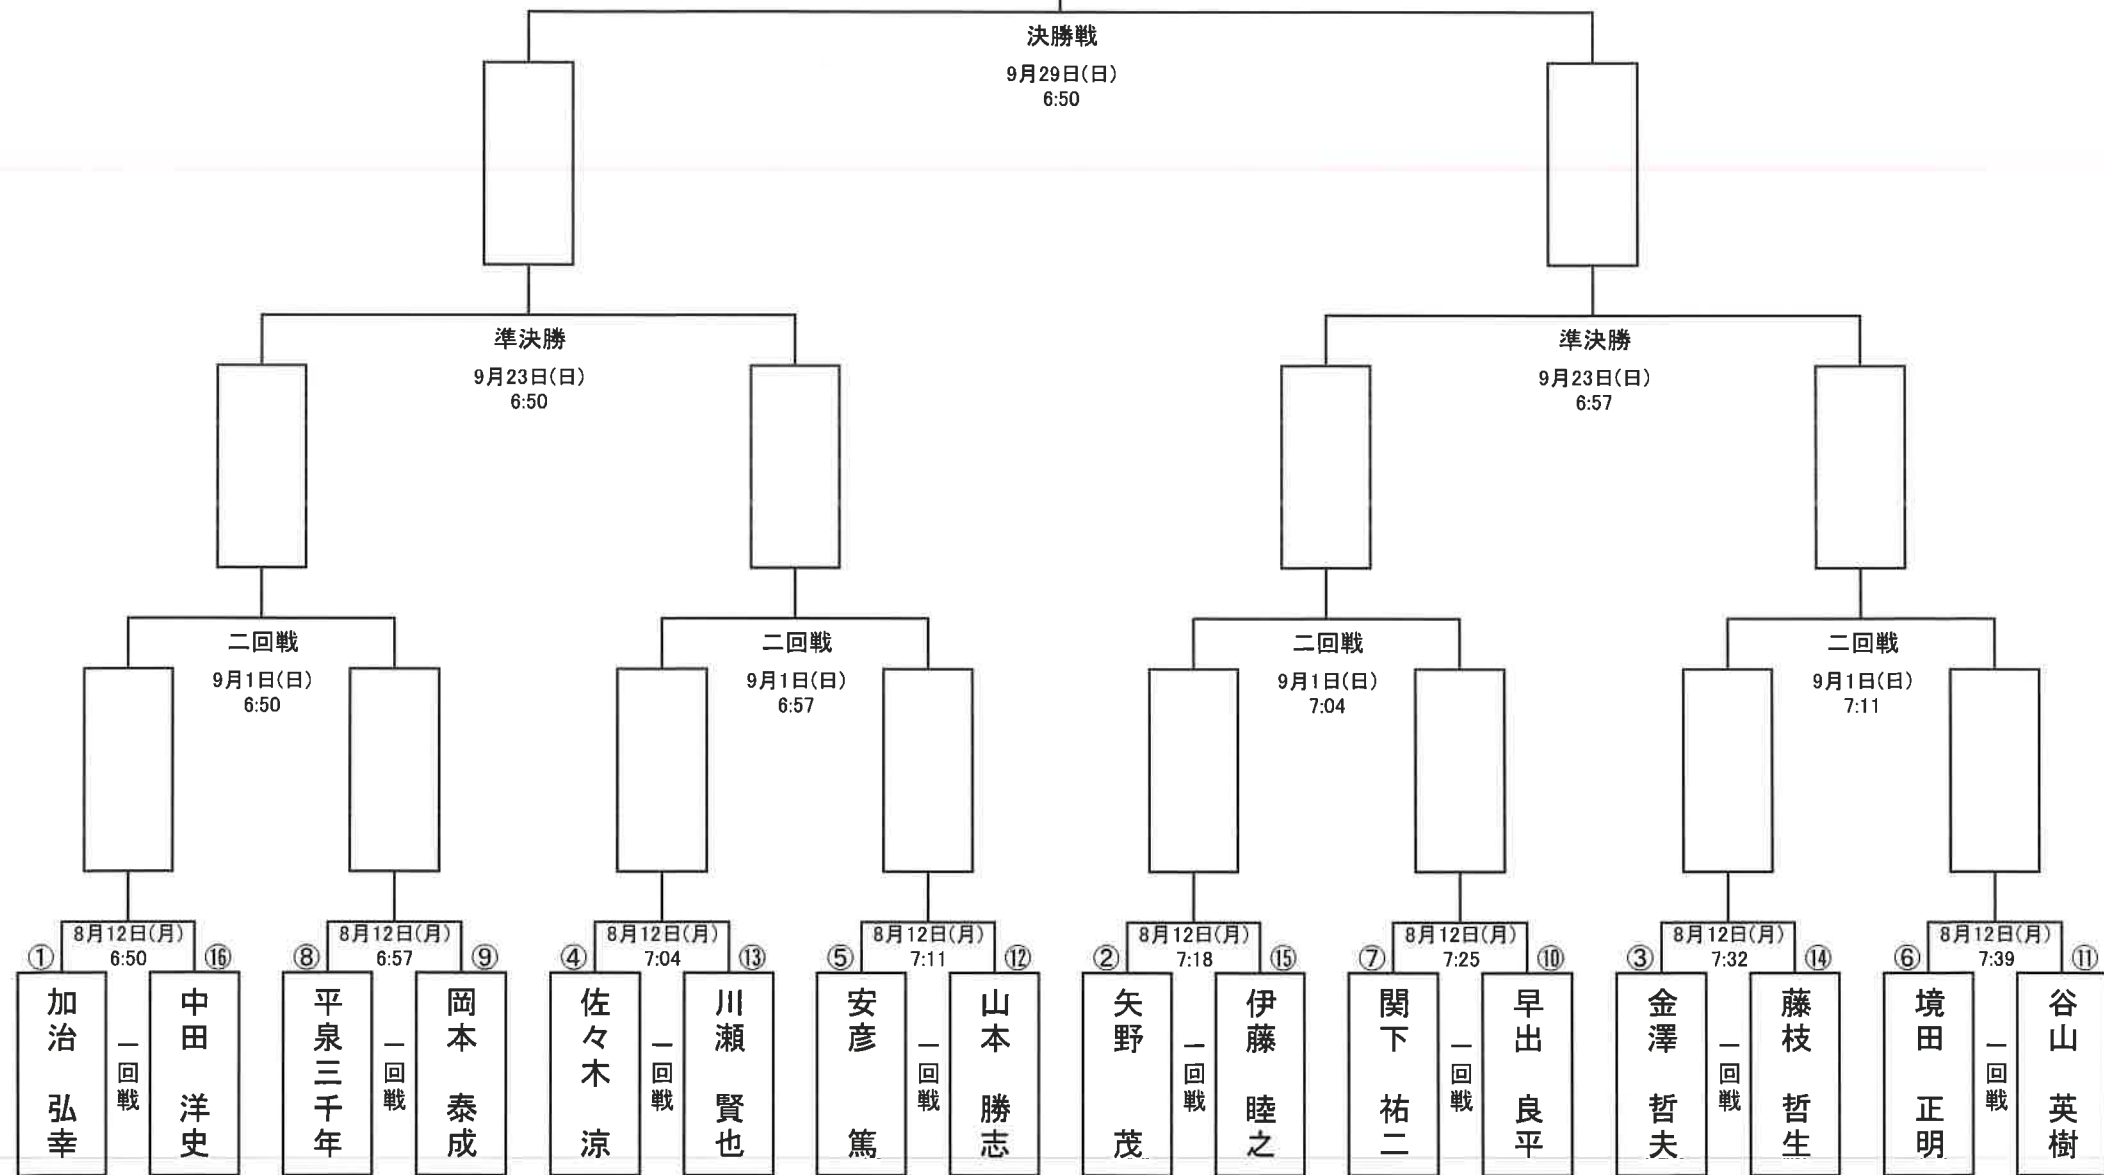 決勝戦
9月29日(日)
6:50
準決勝
9月23日(日)
6:50
準決勝
9月23日(日)
6:57
二回戦
9月1日(日)
6:50
二回戦
9月1日(日)
6:57
二回戦
9月1日(日)
7:04
二回戦
9月1日(日)
7:11
8月12日(月)
6:50
① 加治 弘幸
一回戦
⑯ 中田 洋史
8月12日(月)
6:57
⑧ 平泉三千年
一回戦
⑨ 岡本 泰成
8月12日(月)
7:04
④ 佐々木 涼
一回戦
⑬ 川瀬 賢也
8月12日(月)
7:11
⑤ 安彦 篤
一回戦
⑫ 山本 勝志
8月12日(月)
7:18
② 矢野 茂
一回戦
⑮ 伊藤 睦之
8月12日(月)
7:25
⑦ 関下 祐二
一回戦
⑩ 早出 良平
8月12日(月)
7:32
③ 金澤 哲夫
一回戦
⑭ 藤枝 哲生
8月12日(月)
7:39
⑥ 境田 正明
一回戦
⑪ 谷山 英樹